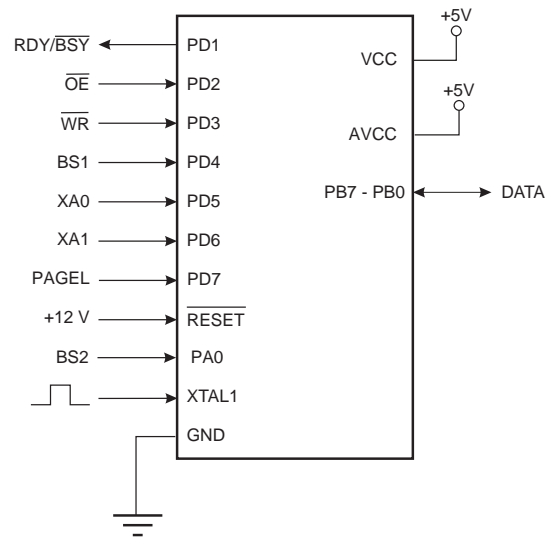 +5V
RDY/BSY PD1
VCC
OE PD2
+5V
WR PD3
AVCC
BS1 PD4
XA0 PD5 PB7 - PB0 DATA
XA1 PD6
PAGEL PD7
+12 V RESET
BS2 PA0
XTAL1
GND